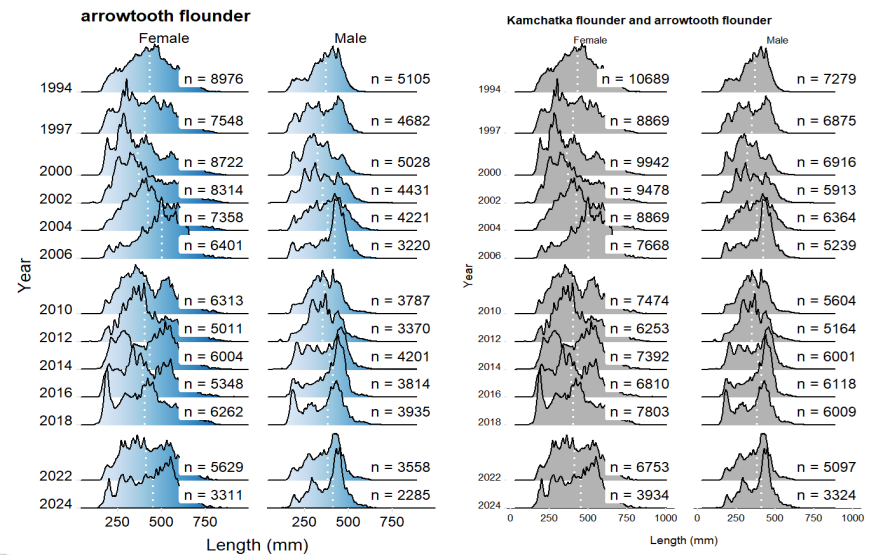 arrowtooth flounder
Female Male
1994 n = 8976 n = 5105
1997 n = 7548 n = 4682
2000 n = 8722 n = 5028
2002 n = 8314 n = 4431
2004 n = 7358 n = 4221
2006 n = 6401 n = 3220
2010 n = 6313 n = 3787
2012 n = 5011 n = 3370
2014 n = 6004 n = 4201
2016 n = 5348 n = 3814
2018 n = 6262 n = 3935
2022 n = 5629 n = 3558
2024 n = 3311 n = 2285
Year
250 500 750 250 500 750
Length (mm)
Kamchatka flounder and arrowtooth flounder
Female Male
1994 n = 10689 n = 7279
1997 n = 8869 n = 6875
2000 n = 9942 n = 6916
2002 n = 9478 n = 5913
2004 n = 8869 n = 6364
2006 n = 7668 n = 5239
2010 n = 7474 n = 5604
2012 n = 6253 n = 5164
2014 n = 7392 n = 6001
2016 n = 6810 n = 6118
2018 n = 7803 n = 6009
2022 n = 6753 n = 5097
2024 n = 3934 n = 3324
Year
0 250 500 750 1000 0 250 500 750 1000
Length (mm)